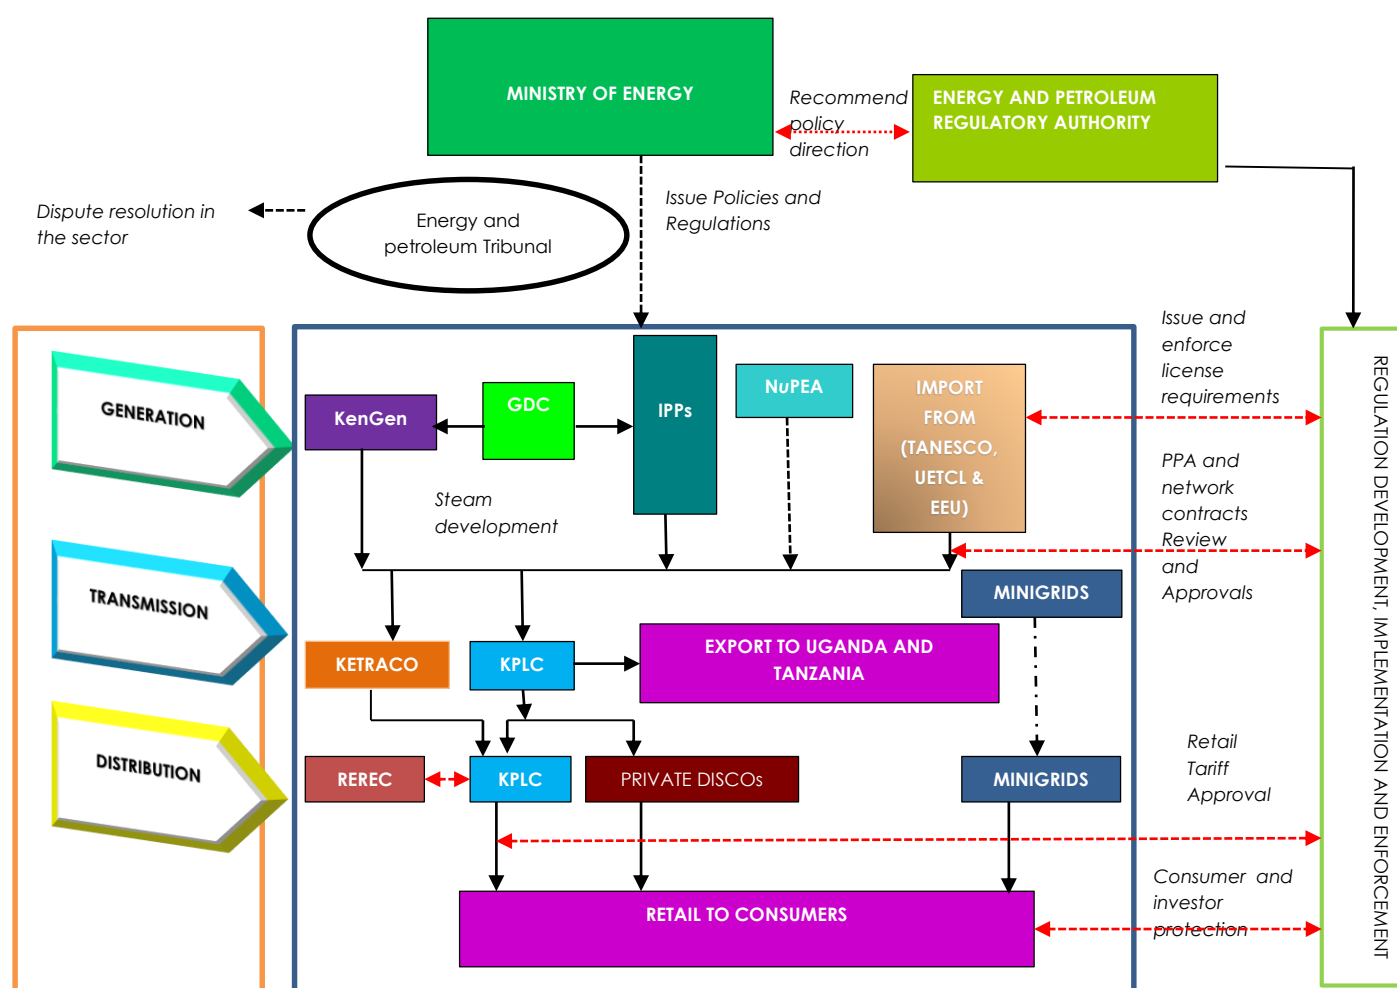 MINISTRY OF ENERGY
Recommend
policy
direction
ENERGY AND PETROLEUM
REGULATORY AUTHORITY
Dispute resolution in
the sector
Energy and
petroleum Tribunal
Issue Policies and
Regulations
GENERATION
TRANSMISSION
DISTRIBUTION
KenGen
GDC
IPPs
NuPEA
IMPORT
FROM
(TANESCO,
UETCL &
EEU)
Steam
development
MINIGRIDS
KETRACO
KPLC
EXPORT TO UGANDA AND
TANZANIA
REREC
KPLC
PRIVATE DISCOs
MINIGRIDS
RETAIL TO CONSUMERS
Issue and
enforce
license
requirements
PPA and
network
contracts
Review
and
Approvals
Retail
Tariff
Approval
Consumer and
investor
protection
REGULATION DEVELOPMENT, IMPLEMENTATION AND ENFORCEMENT